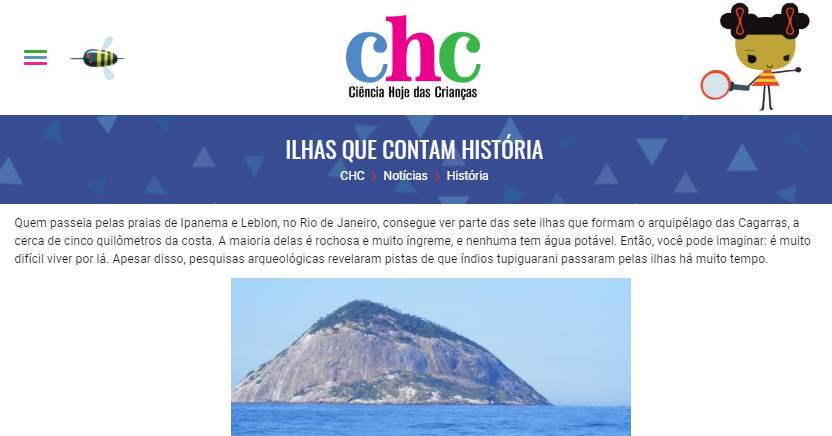 chc
Ciência Hoje das Crianças
ILHAS QUE CONTAM HISTÓRIA
CHC > Notícias > História
Quem passeia pelas praias de Ipanema e Leblon, no Rio de Janeiro, consegue ver parte das sete ilhas que formam o arquipélago das Cagarras, a
cerca de cinco quilômetros da costa. A maioria delas é rochosa e muito íngreme, e nenhuma tem água potável. Então, você pode imaginar: é muito
difícil viver por lá. Apesar disso, pesquisas arqueológicas revelaram pistas de que índios tupiguarani passaram pelas ilhas há muito tempo.